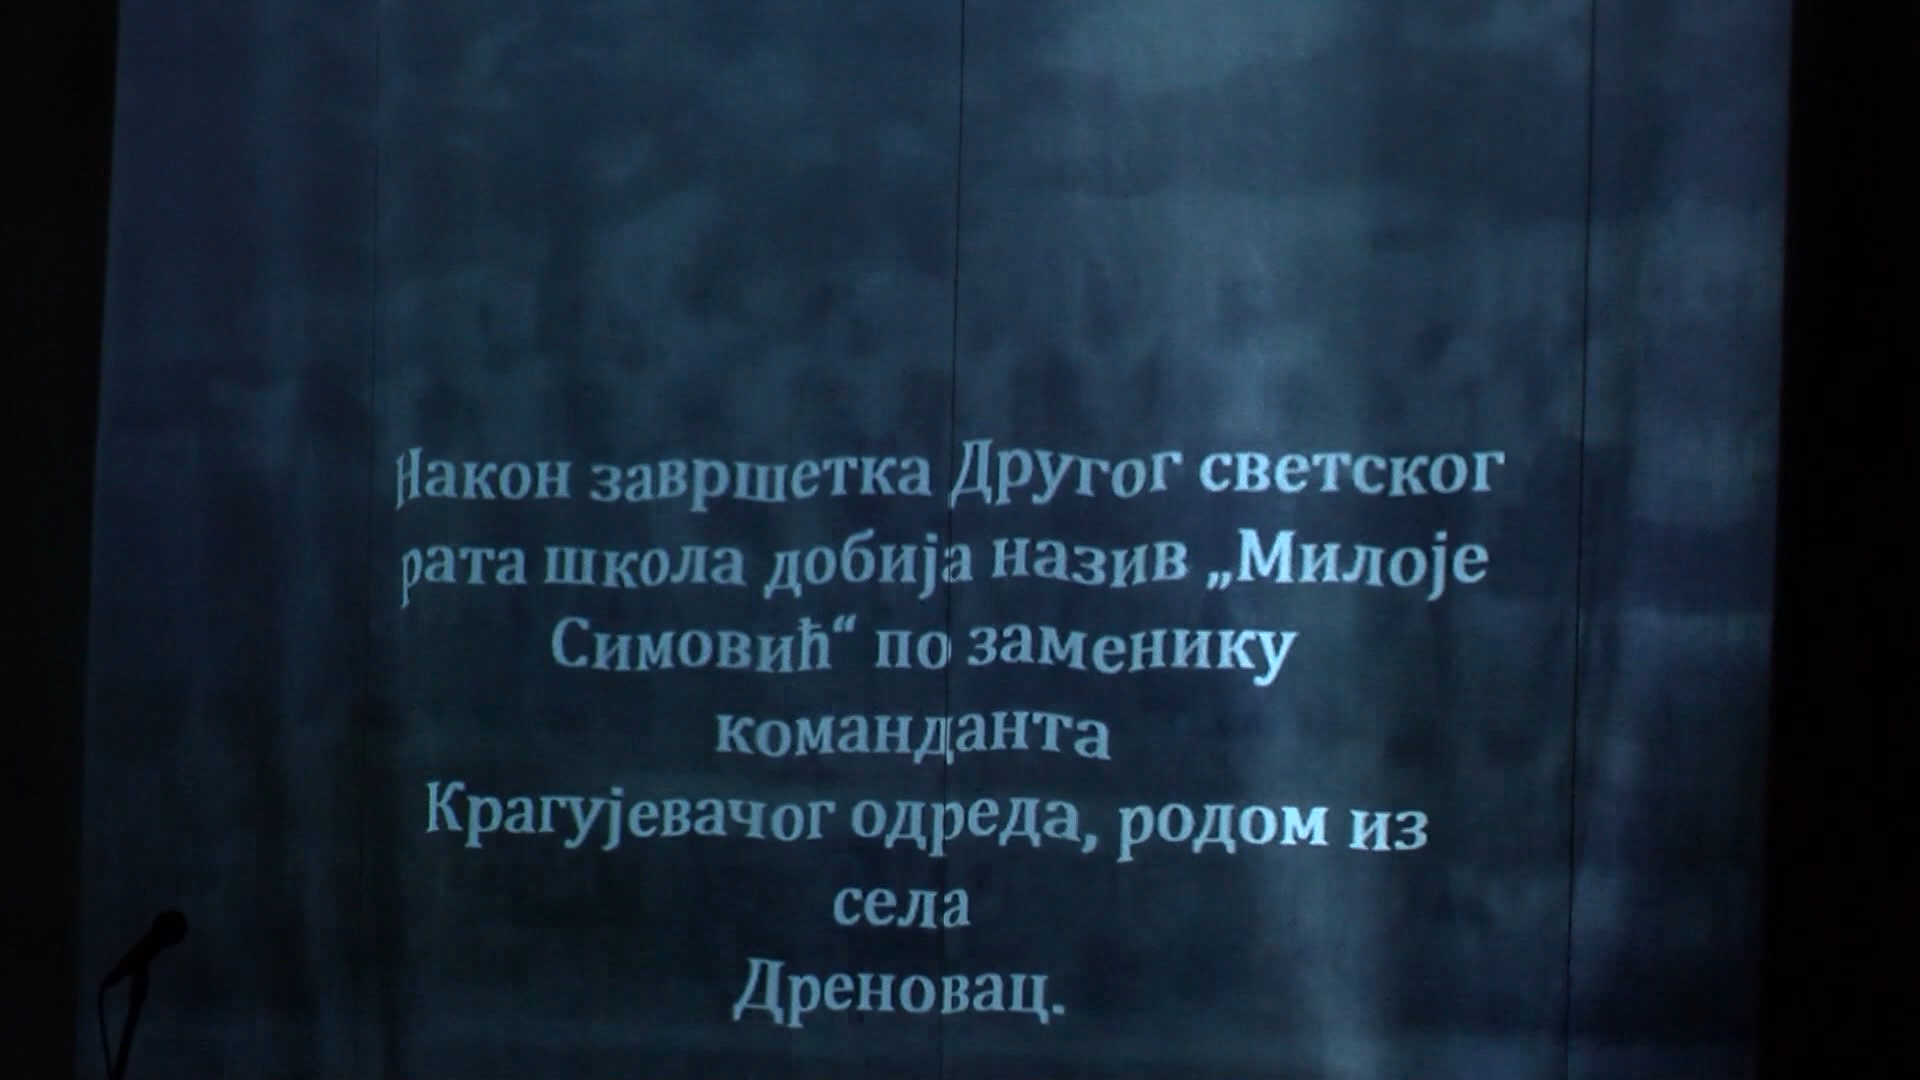 Након завршетка Другог светског
рата школа добија назив „Милоје
Симовић“ по заменику
команданта
Крагујевачог одреда, родом из
села
Дреновац.